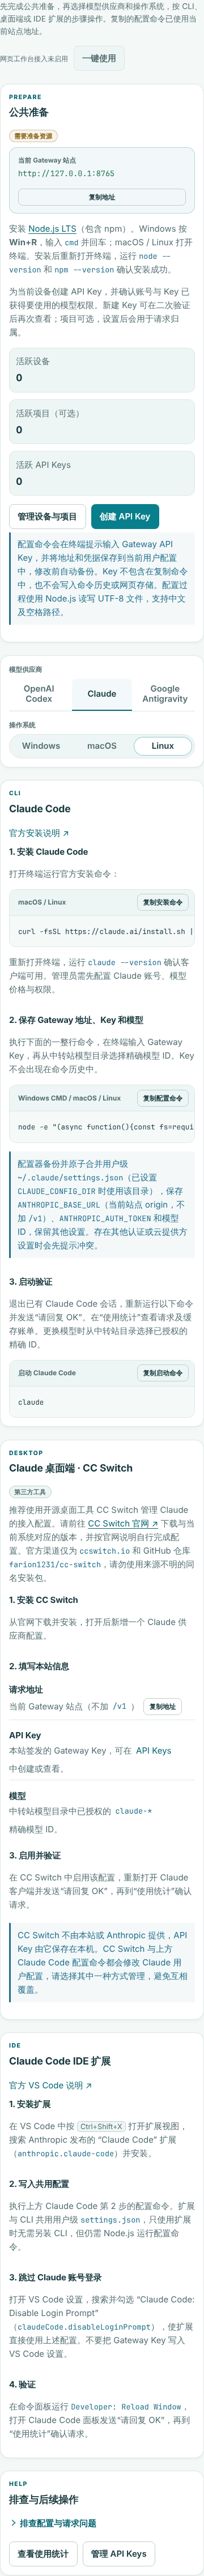 先完成公共准备，再选择模型供应商和操作系统，按 CLI、
桌面端或 IDE 扩展的步骤操作。复制的配置命令已使用当
前站点地址。
网页工作台接入未启用
一键使用
PREPARE
公共准备
需要准备资源
当前 Gateway 站点
http://127.0.0.1:8765
复制地址
安装 Node.js LTS（包含 npm）。Windows 按
Win+R，输入 cmd 并回车；macOS / Linux 打开
终端。安装后重新打开终端，运行 node --
version 和 npm --version 确认安装成功。
为当前设备创建 API Key，并确认账号与 Key 已
获得要使用的模型权限。新建 Key 可在二次验证
后再次查看；项目可选，设置后会用于请求归
属。
活跃设备
0
活跃项目（可选）
0
活跃 API Keys
0
管理设备与项目
创建 API Key
配置命令会在终端提示输入 Gateway API
Key，并将地址和凭据保存到当前用户配置
中，修改前自动备份。Key 不包含在复制命令
中，也不会写入命令历史或网页存储。配置过
程使用 Node.js 读写 UTF-8 文件，支持中文
及空格路径。
模型供应商
OpenAI
Codex
Claude
Google
Antigravity
操作系统
Windows
macOS
Linux
CLI
Claude Code
官方安装说明 ↗
1. 安装 Claude Code
打开终端运行官方安装命令：
macOS / Linux
复制安装命令
curl -fsSL https://claude.ai/install.sh |
重新打开终端，运行 claude --version 确认客
户端可用。管理员需先配置 Claude 账号、模型
价格与权限。
2. 保存 Gateway 地址、Key 和模型
执行下面的一整行命令，在终端输入 Gateway
Key，再从中转站模型目录选择精确模型 ID。Key
不会出现在命令历史中。
Windows CMD / macOS / Linux
复制配置命令
node -e "(async function(){const fs=requi
配置器备份并原子合并用户级
~/.claude/settings.json（已设置
CLAUDE_CONFIG_DIR 时使用该目录），保存
ANTHROPIC_BASE_URL（当前站点 origin，不
加 /v1）、ANTHROPIC_AUTH_TOKEN 和模型
ID，保留其他设置。存在其他认证或云提供方
设置时会先提示冲突。
3. 启动验证
退出已有 Claude Code 会话，重新运行以下命令
并发送“请回复 OK”。在“使用统计”查看请求及缓
存账单。更换模型时从中转站目录选择已授权的
精确 ID。
启动 Claude Code
复制启动命令
claude
DESKTOP
Claude 桌面端 · CC Switch
第三方工具
推荐使用开源桌面工具 CC Switch 管理 Claude
的接入配置。请前往 CC Switch 官网 ↗ 下载与当
前系统对应的版本，并按官网说明自行完成配
置。官方渠道仅为 ccswitch.io 和 GitHub 仓库
farion1231/cc-switch，请勿使用来源不明的同
名安装包。
1. 安装 CC Switch
从官网下载并安装，打开后新增一个 Claude 供
应商配置。
2. 填写本站信息
请求地址
当前 Gateway 站点（不加 /v1 ） 复制地址
API Key
本站签发的 Gateway Key，可在 API Keys
中创建或查看。
模型
中转站模型目录中已授权的 claude-*
精确模型 ID。
3. 启用并验证
在 CC Switch 中启用该配置，重新打开 Claude
客户端并发送“请回复 OK”，再到“使用统计”确认
请求。
CC Switch 不由本站或 Anthropic 提供，API
Key 由它保存在本机。CC Switch 与上方
Claude Code 配置命令都会修改 Claude 用
户配置，请选择其中一种方式管理，避免互相
覆盖。
IDE
Claude Code IDE 扩展
官方 VS Code 说明 ↗
1. 安装扩展
在 VS Code 中按 Ctrl+Shift+X 打开扩展视图，
搜索 Anthropic 发布的 “Claude Code” 扩展
（anthropic.claude-code）并安装。
2. 写入共用配置
执行上方 Claude Code 第 2 步的配置命令。扩展
与 CLI 共用用户级 settings.json，只使用扩展
时无需另装 CLI，但仍需 Node.js 运行配置命
令。
3. 跳过 Claude 账号登录
打开 VS Code 设置，搜索并勾选 “Claude Code:
Disable Login Prompt”
（claudeCode.disableLoginPrompt），使扩展
直接使用上述配置。不要把 Gateway Key 写入
VS Code 设置。
4. 验证
在命令面板运行 Developer: Reload Window，
打开 Claude Code 面板发送“请回复 OK”，再到
“使用统计”确认请求。
HELP
排查与后续操作
排查配置与请求问题
查看使用统计
管理 API Keys